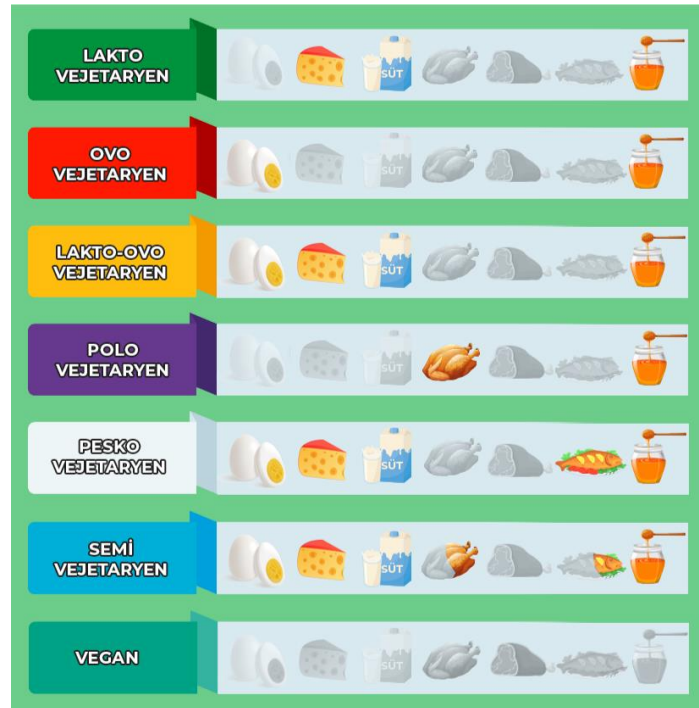 LAKTO
VEJETARYEN
SÜT
OVO
VEJETARYEN
SÜT
LAKTO-OVO
VEJETARYEN
SÜT
POLO
VEJETARYEN
SÜT
PESKO
VEJETARYEN
SÜT
SEMİ
VEJETARYEN
SÜT
VEGAN
SÜT